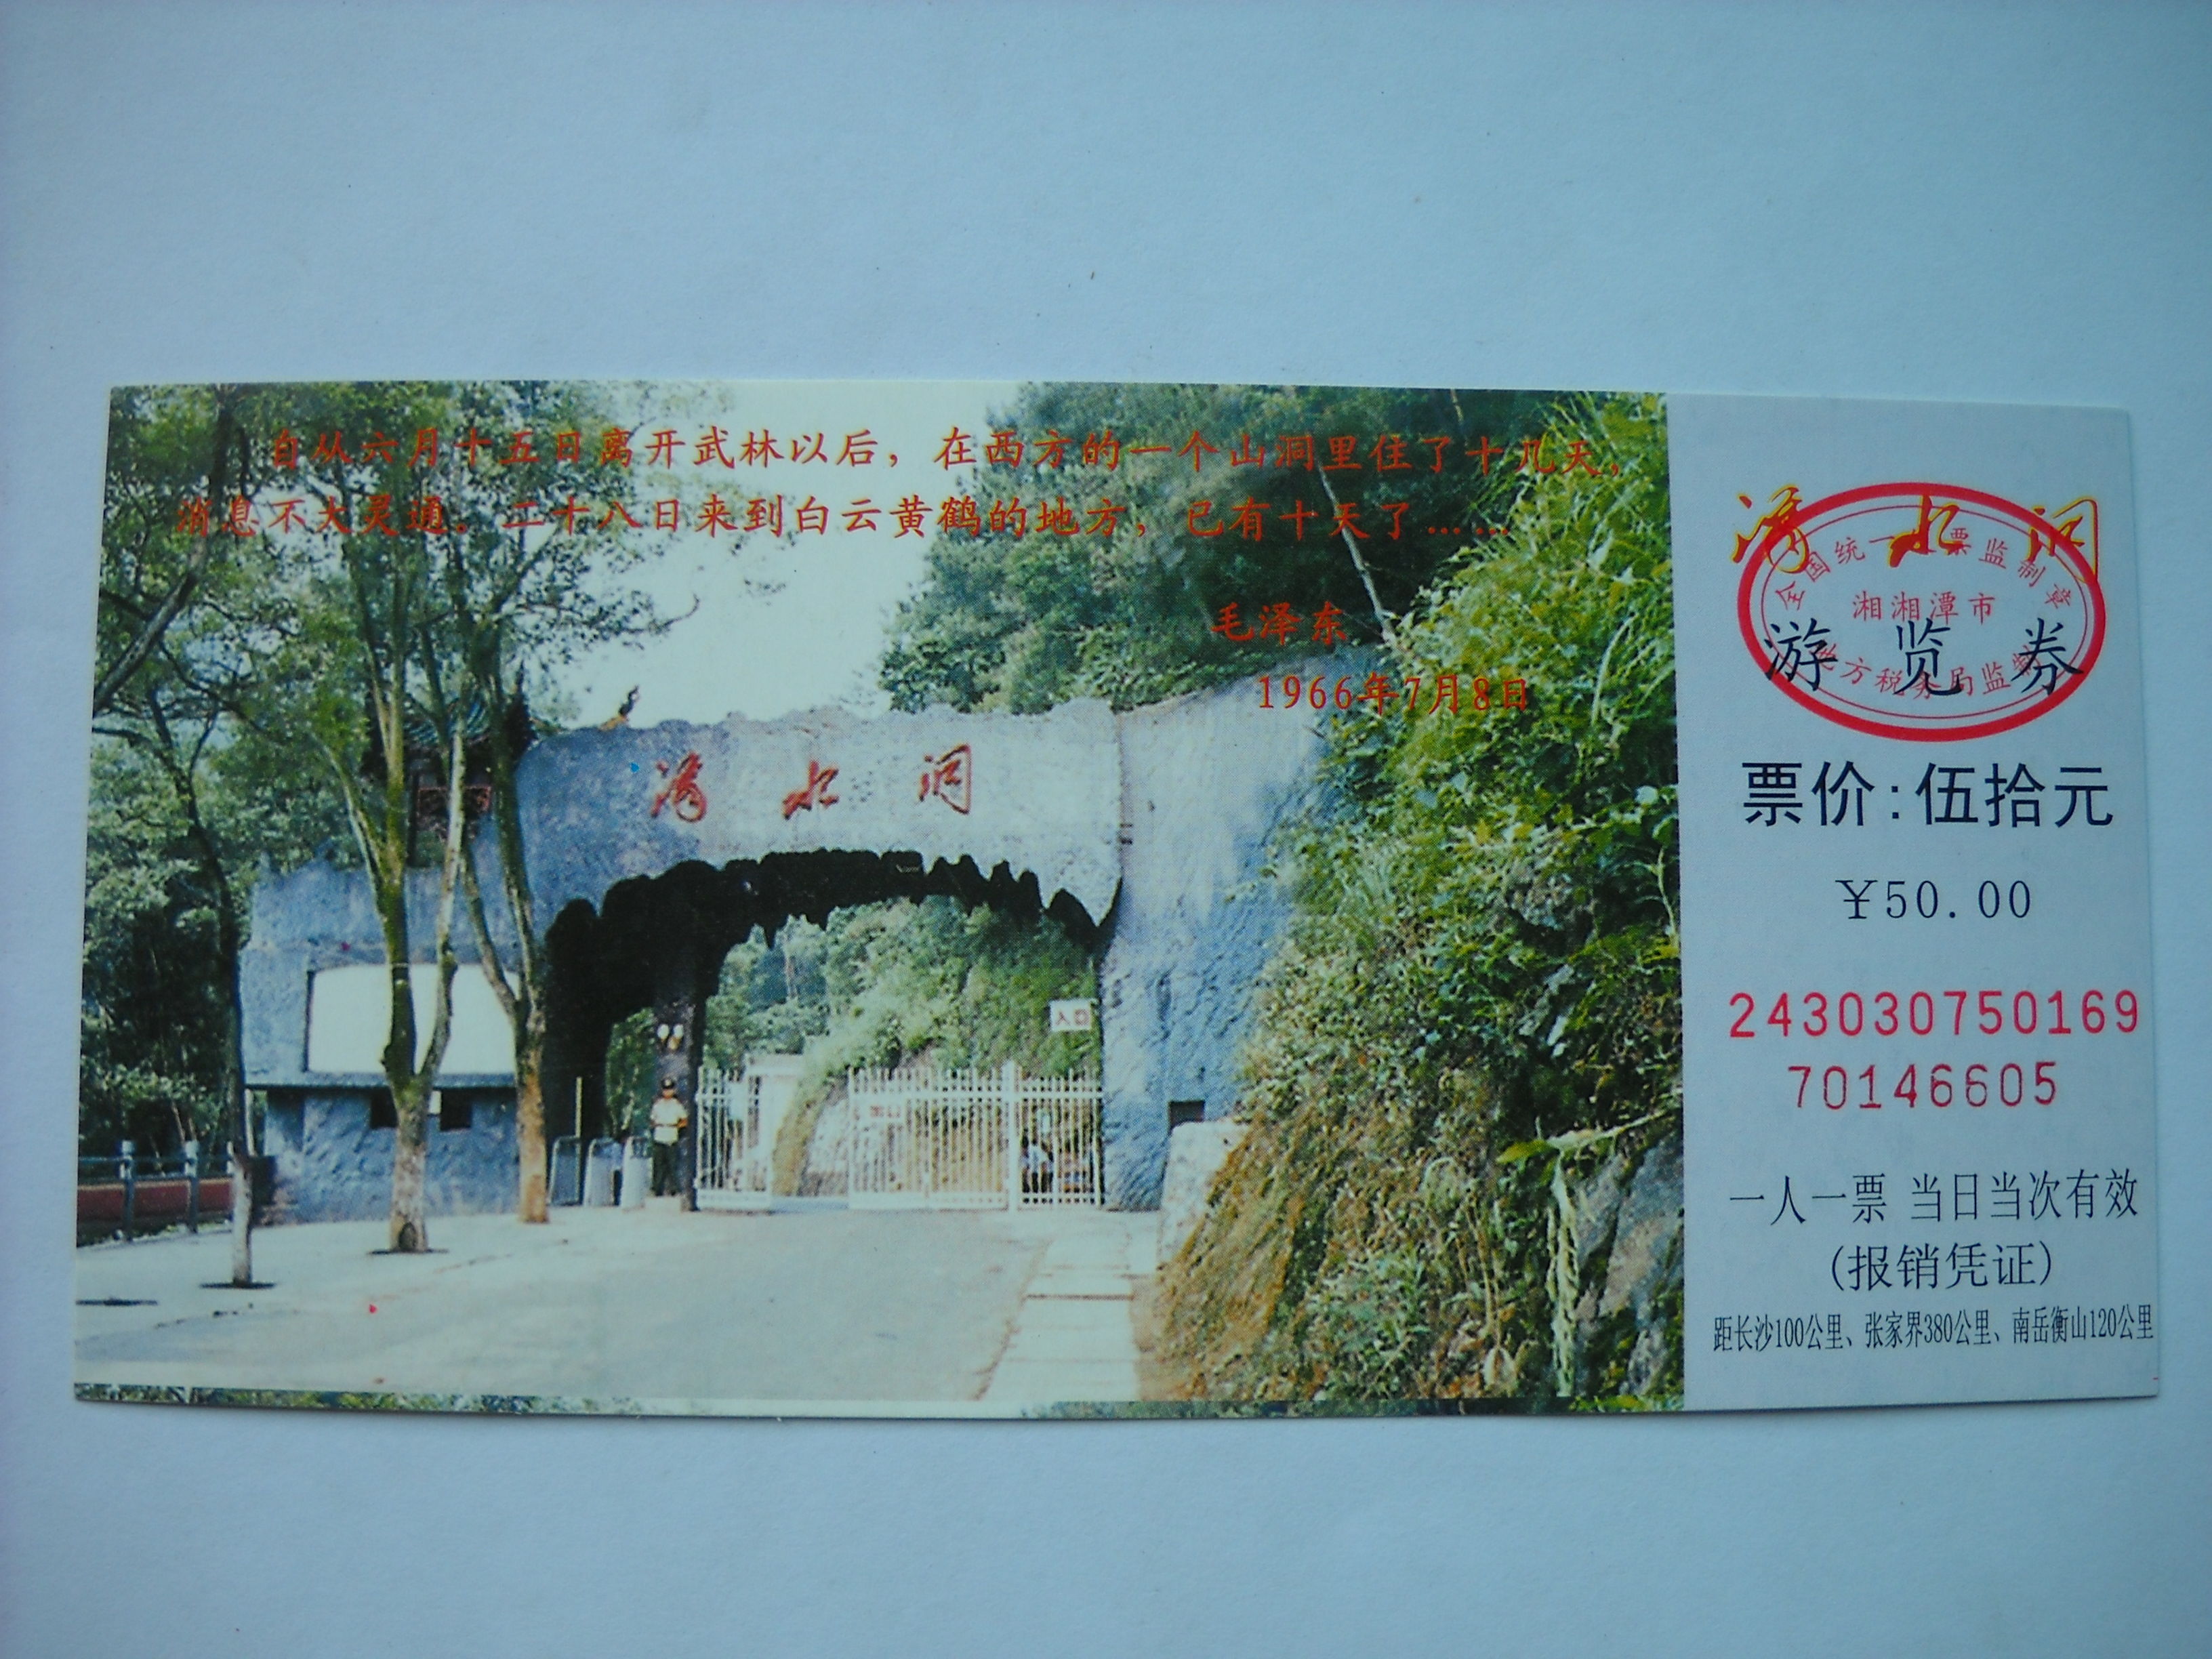 自从六月十五日离开武林以后，在西方的一个山洞里住了十几天，
消息不大灵通。二十八日来到白云黄鹤的地方，已有十天了……
毛泽东
1966年7月8日
滴水洞
入口
滴水洞
全国统一发票监制章
湘湘潭市
地方税务局监制
游览券
票价:伍拾元
￥50.00
243030750169
70146605
一人一票 当日当次有效
(报销凭证)
距长沙100公里、张家界380公里、南岳衡山120公里